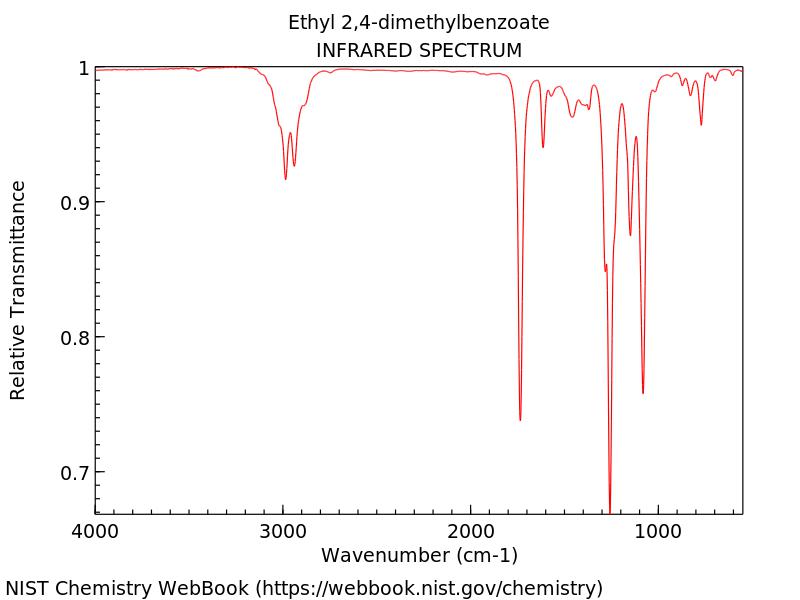 Ethyl 2,4-dimethylbenzoate
INFRARED SPECTRUM
1
0.9
0.8
0.7
Relative Transmittance
4000 3000 2000 1000
Wavenumber (cm-1)
NIST Chemistry WebBook (https://webbook.nist.gov/chemistry)